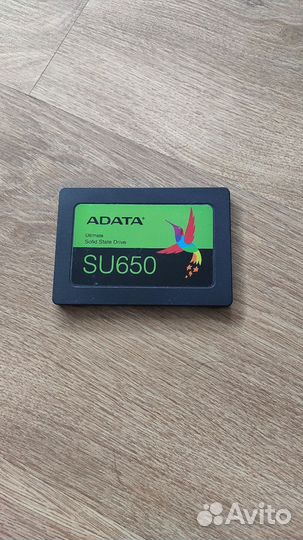 ADATA
Ultimate
Solid State Drive
SU650
Avito